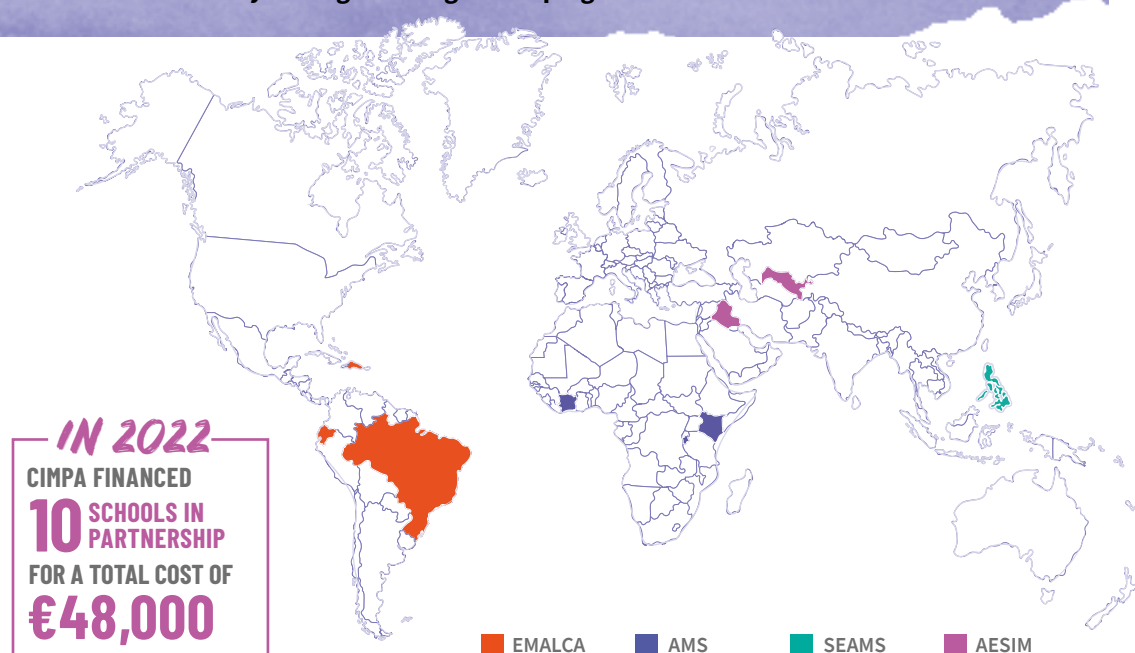 IN 2022
CIMPA FINANCED
10 SCHOOLS IN
PARTNERSHIP
FOR A TOTAL COST OF
€48,000
EMALCA
AMS
SEAMS
AESIM